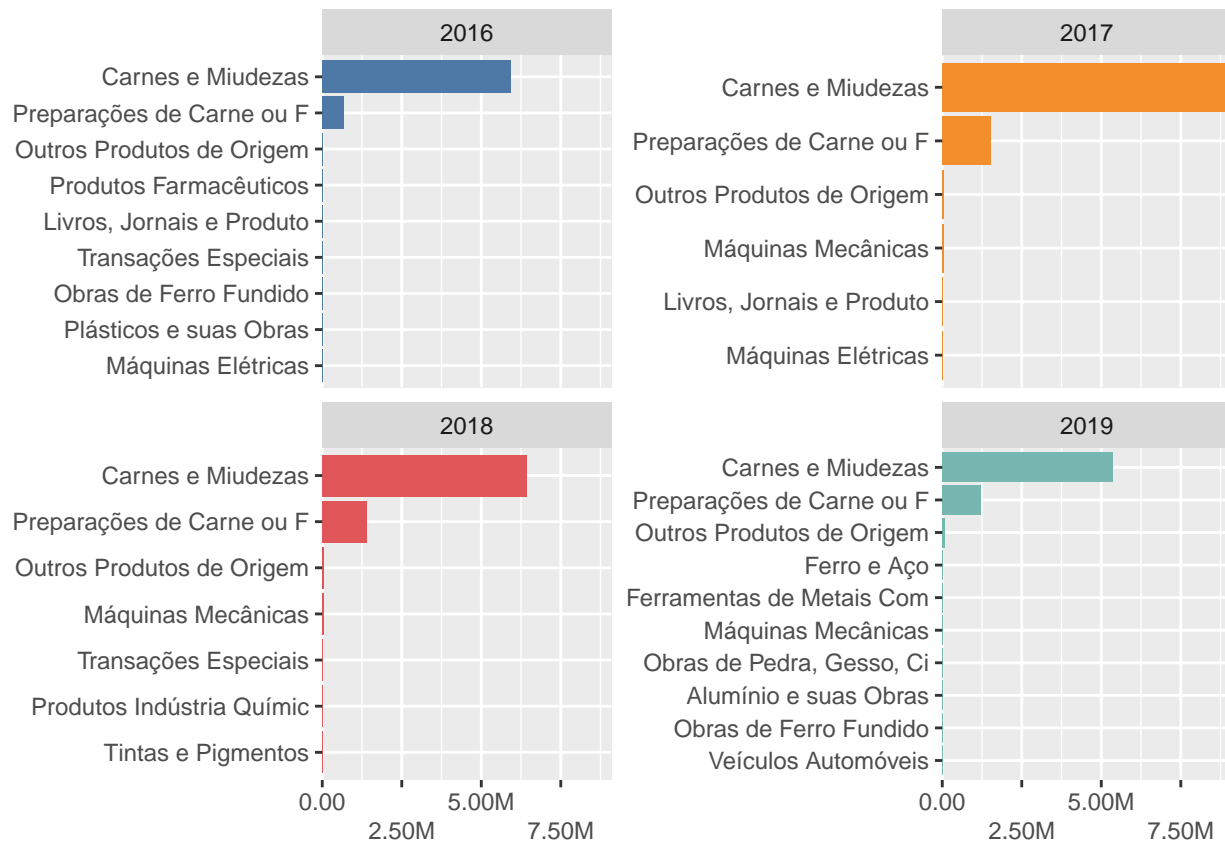 2016
Carnes e Miudezas
Preparações de Carne ou F
Outros Produtos de Origem
Produtos Farmacêuticos
Livros, Jornais e Produto
Transações Especiais
Obras de Ferro Fundido
Plásticos e suas Obras
Máquinas Elétricas
2017
Carnes e Miudezas
Preparações de Carne ou F
Outros Produtos de Origem
Máquinas Mecânicas
Livros, Jornais e Produto
Máquinas Elétricas
2018
Carnes e Miudezas
Preparações de Carne ou F
Outros Produtos de Origem
Máquinas Mecânicas
Transações Especiais
Produtos Indústria Químic
Tintas e Pigmentos
0.00 5.00M
2.50M 7.50M
2019
Carnes e Miudezas
Preparações de Carne ou F
Outros Produtos de Origem
Ferro e Aço
Ferramentas de Metais Com
Máquinas Mecânicas
Obras de Pedra, Gesso, Ci
Alumínio e suas Obras
Obras de Ferro Fundido
Veículos Automóveis
0.00 5.00M
2.50M 7.50M